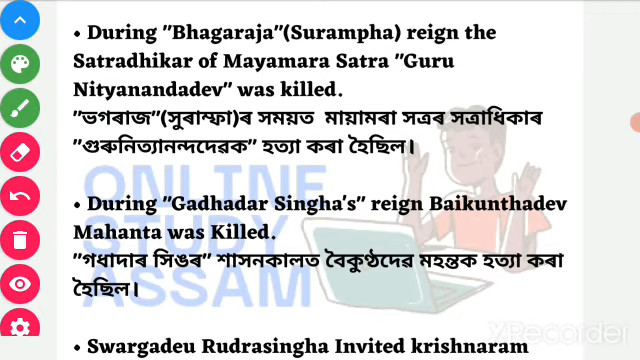 • During "Bhagaraja"(Surampha) reign the
Satradhikar of Mayamara Satra "Guru
Nityanandadev" was killed.
"ভগৰাজ"(সুৰাম্ফা)ৰ সময়ত মায়ামৰা সত্ৰৰ সত্ৰাধিকাৰ
"গুৰুনিত্যানন্দদেৱক" হত্যা কৰা হৈছিল।
• During "Gadhadar Singha's" reign Baikunthadev
Mahanta was Killed.
"গধাদাৰ সিঙৰ" শাসনকালত বৈকুণ্ঠদেৱ মহন্তক হত্যা কৰা
হৈছিল।
• Swargadeu Rudrasingha Invited krishnaram
ONLINE
STUDY
ASSAM
XRecorder